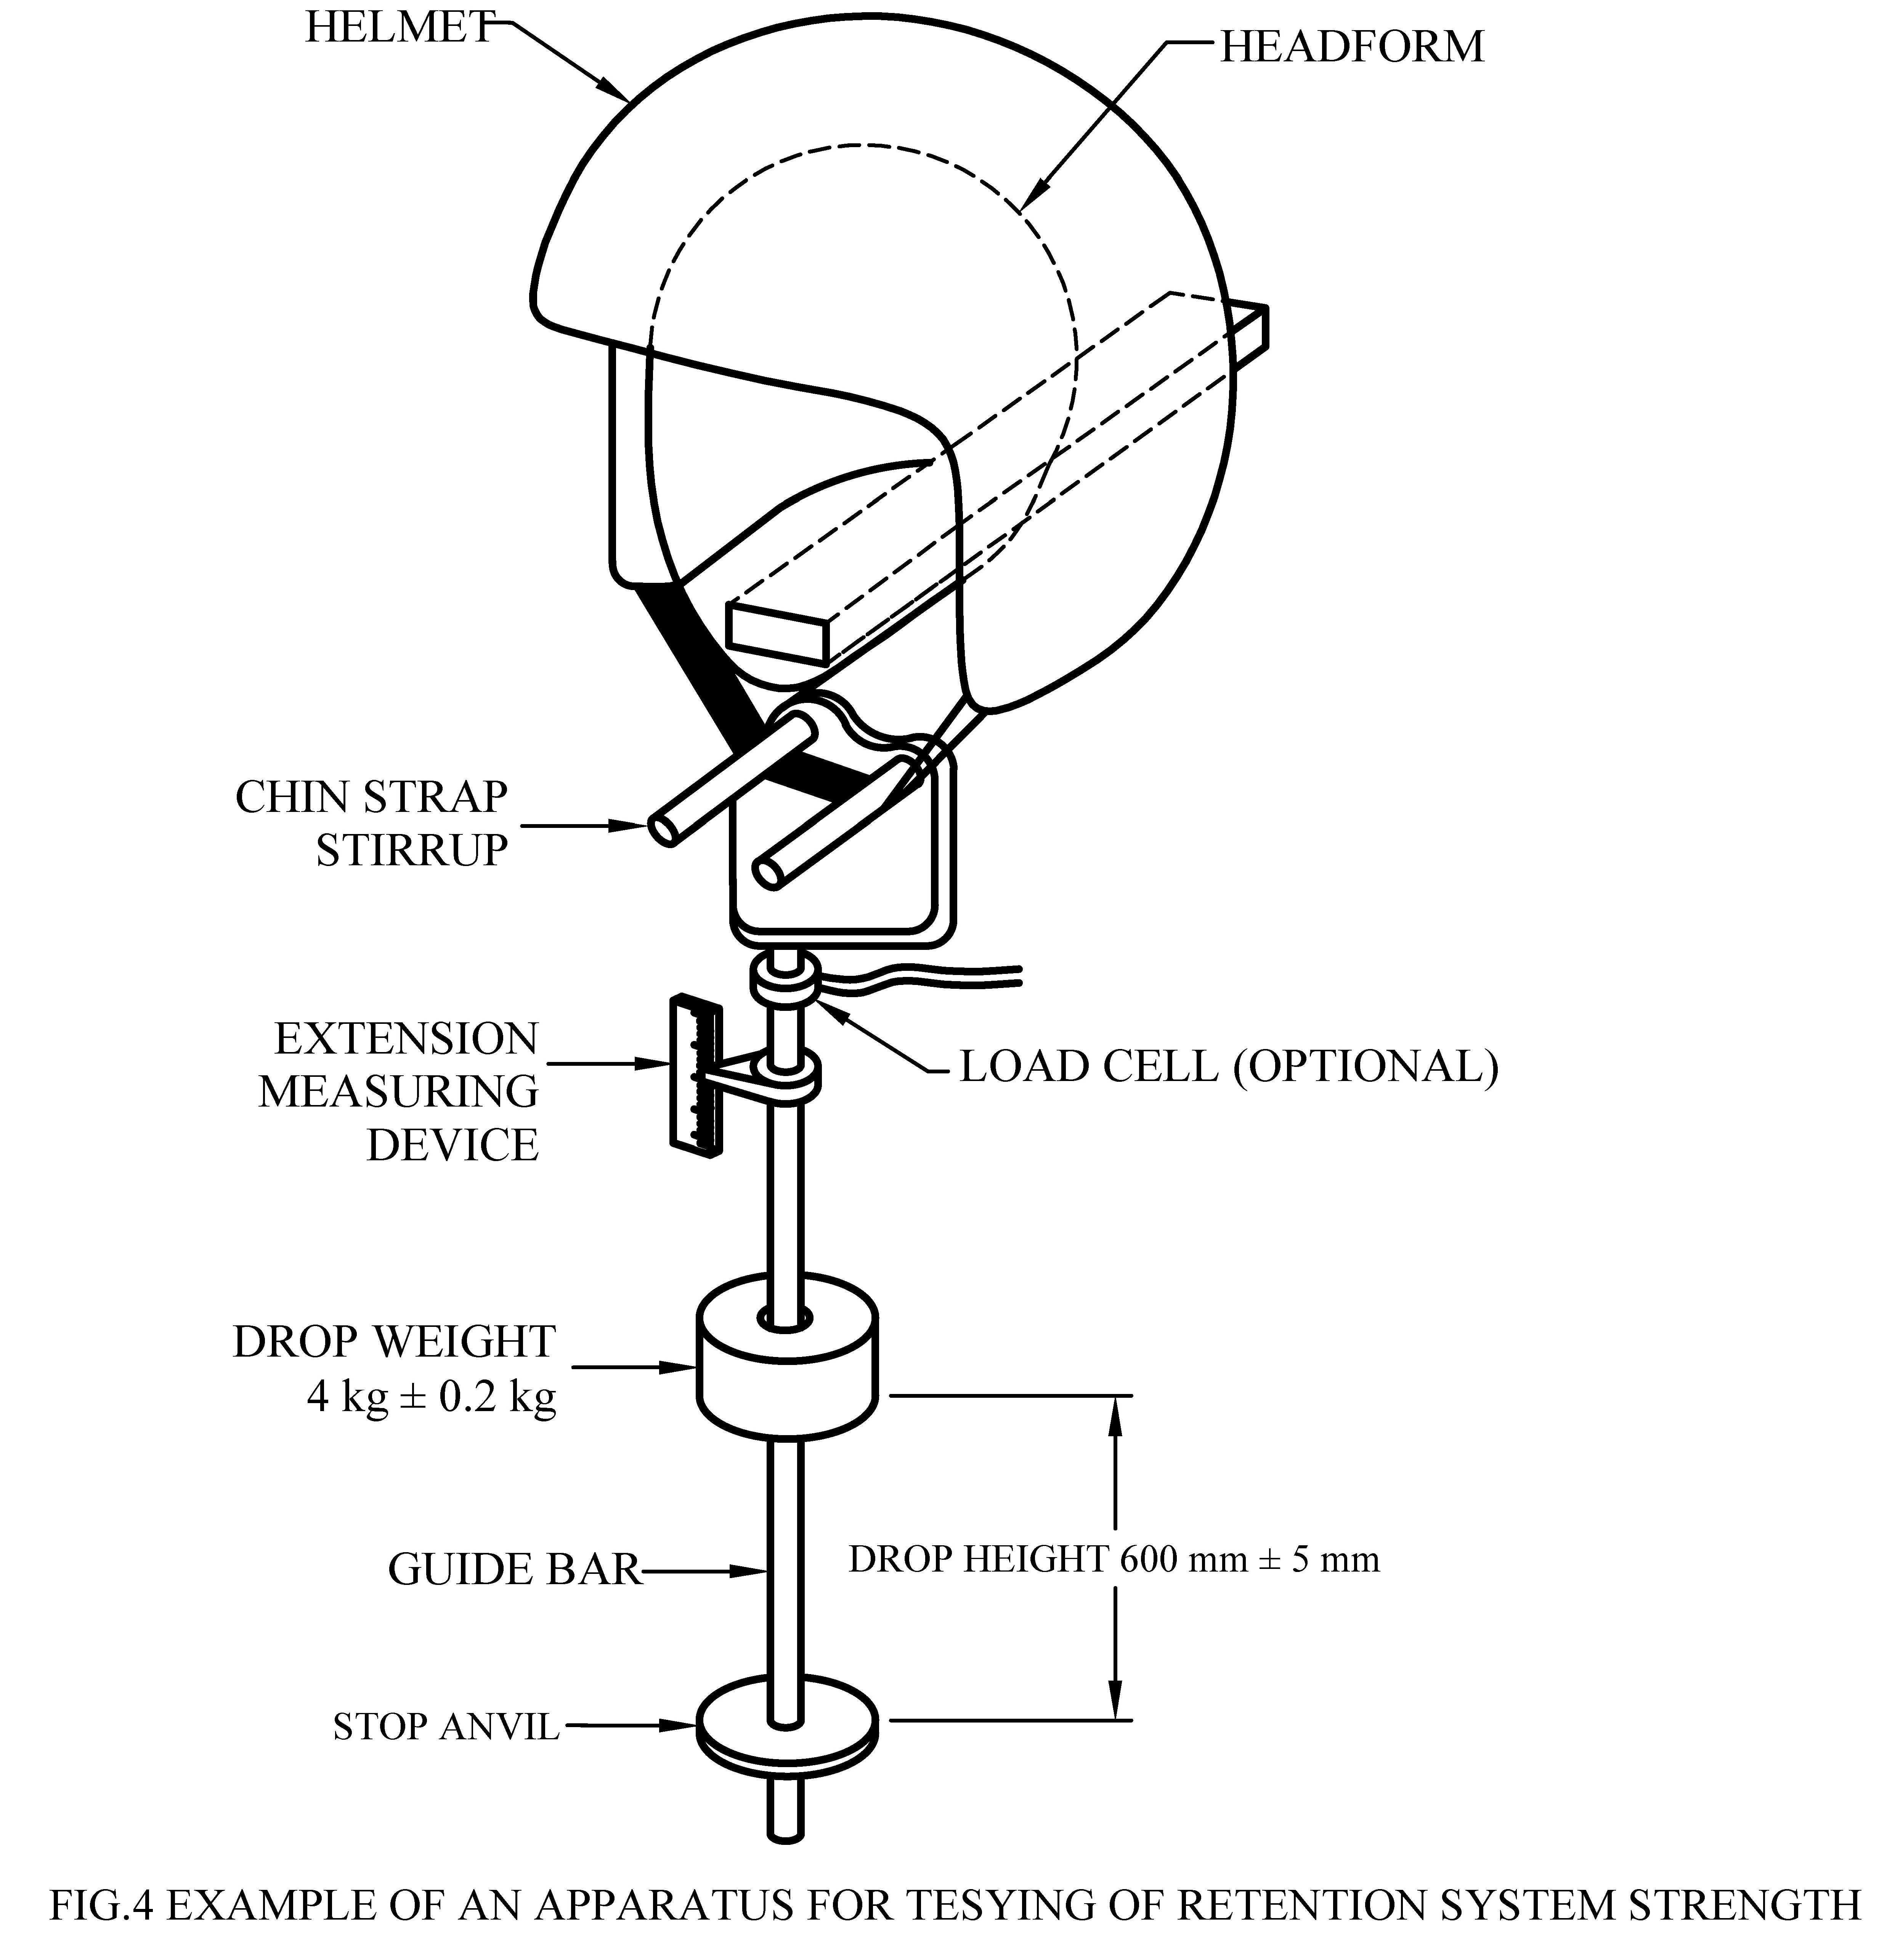 HELMET
HEADFORM
CHIN STRAP
STIRRUP
EXTENSION
MEASURING
DEVICE
LOAD CELL (OPTIONAL)
DROP WEIGHT
4 kg ± 0.2 kg
GUIDE BAR
DROP HEIGHT 600 mm ± 5 mm
STOP ANVIL
FIG.4 EXAMPLE OF AN APPARATUS FOR TESYING OF RETENTION SYSTEM STRENGTH